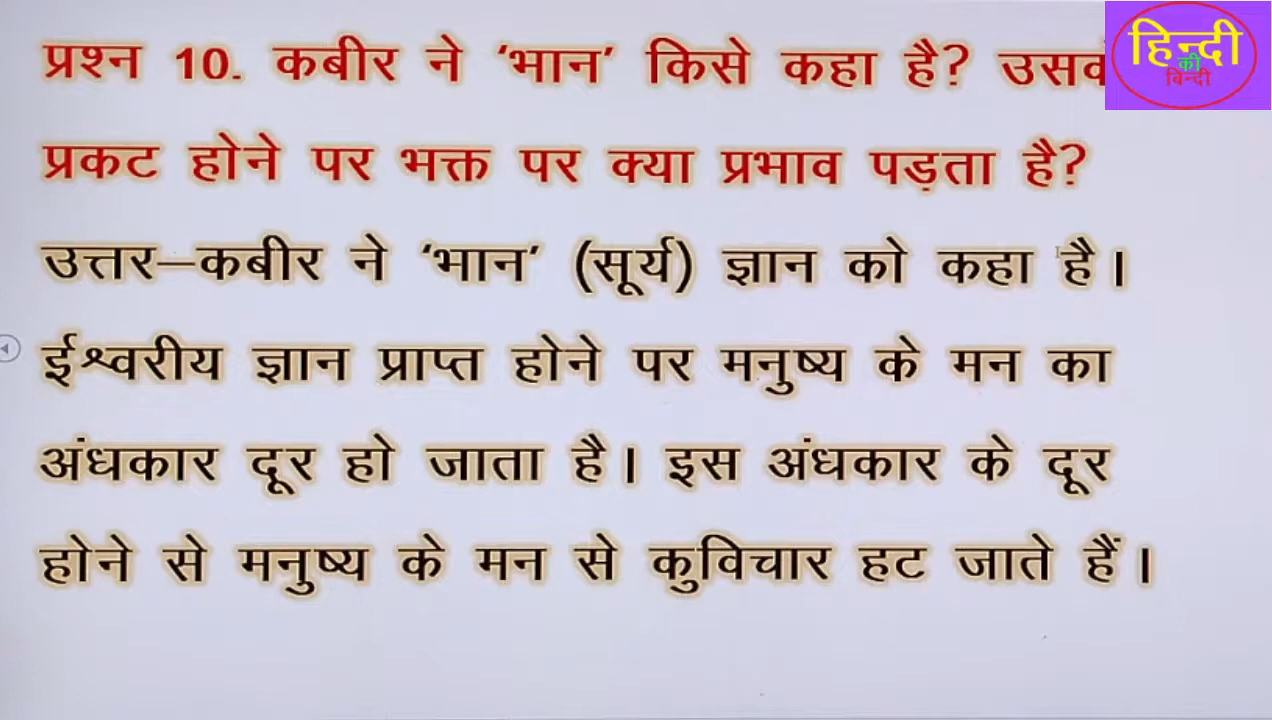 प्रश्न 10. कबीर ने ‘भान’ किसे कहा है?
हिन्दी
की
बिन्दी
प्रकट होने पर भक्त पर क्या प्रभाव पड़ता है?
उत्तर–कबीर ने ‘भान’ (सूर्य) ज्ञान को कहा है।
ईश्वरीय ज्ञान प्राप्त होने पर मनुष्य के मन का
अंधकार दूर हो जाता है। इस अंधकार के दूर
होने से मनुष्य के मन से कुविचार हट जाते हैं।